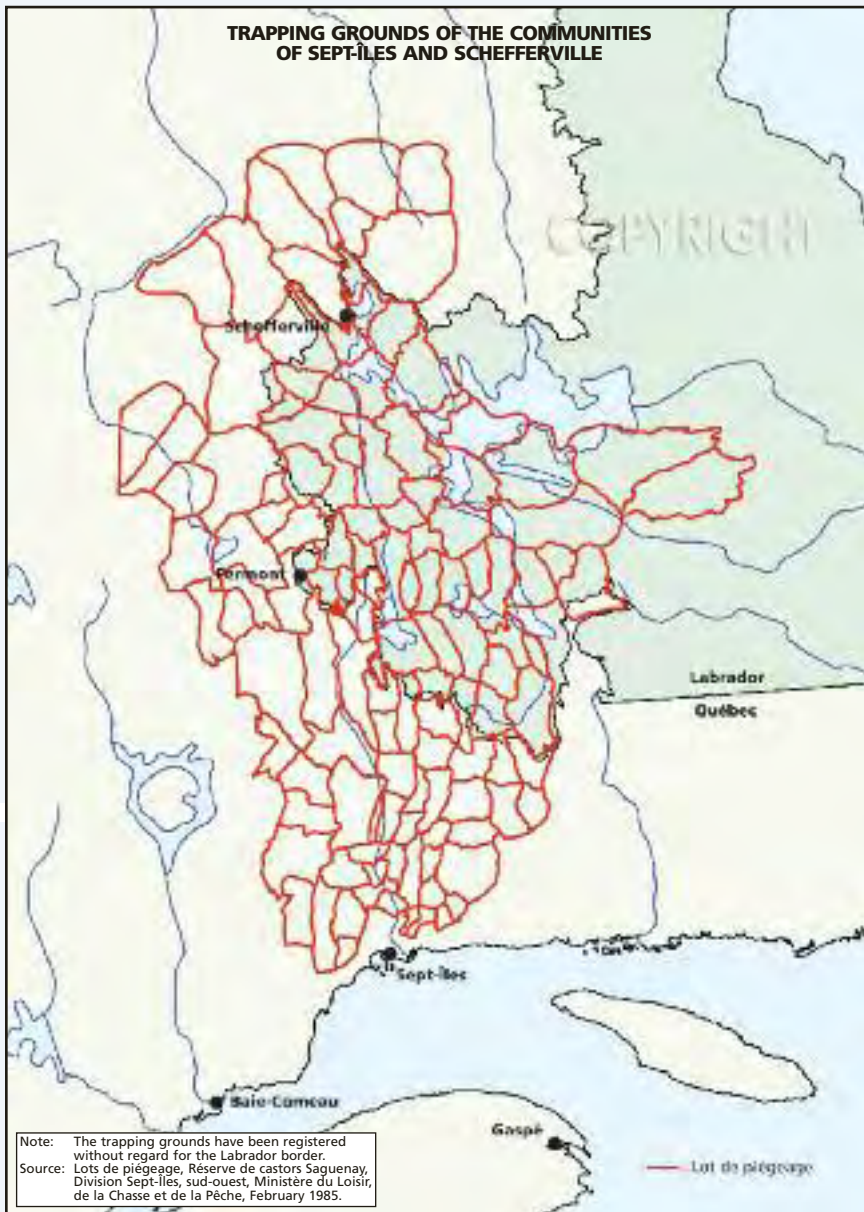 TRAPPING GROUNDS OF THE COMMUNITIES
OF SEPT-ÎLES AND SCHEFFERVILLE
COPYRIGHT
Schefferville
Fermont
Labrador
Québec
Sept-Îles
Baie-Comeau
Gaspé
Lot de piégeage
Note: The trapping grounds have been registered
without regard for the Labrador border.
Source: Lots de piégeage, Réserve de castors Saguenay,
Division Sept-Îles, sud-ouest, Ministère du Loisir,
de la Chasse et de la Pêche, February 1985.